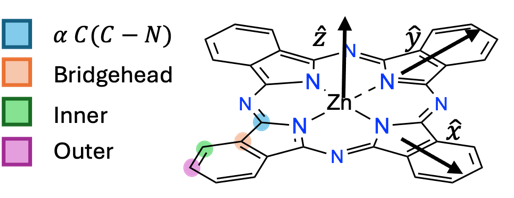 α C(C − N)
Bridgehead
Inner
Outer
ẑ
ŷ
x̂
N
N
N
N
Zn
N
N
N
N